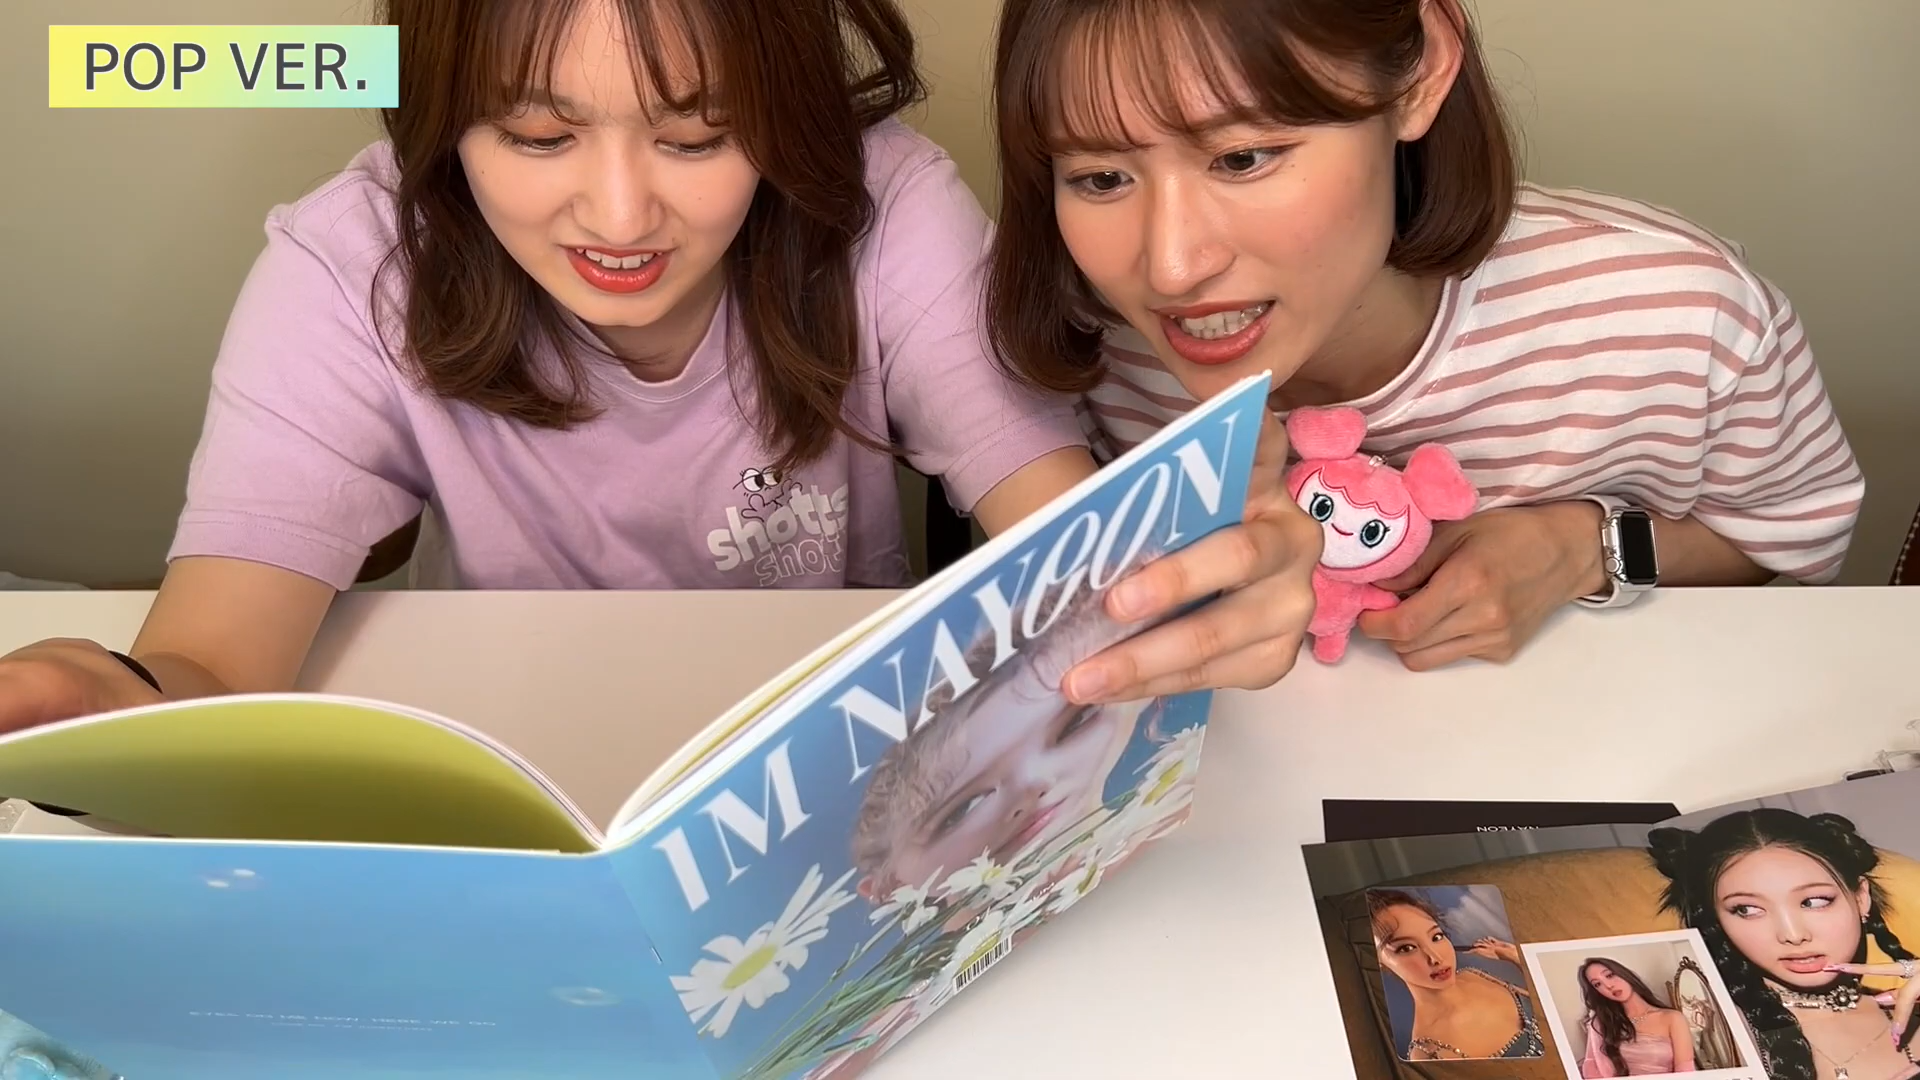 POP VER.
shotts
shot
IM NAYEON
NAYEON